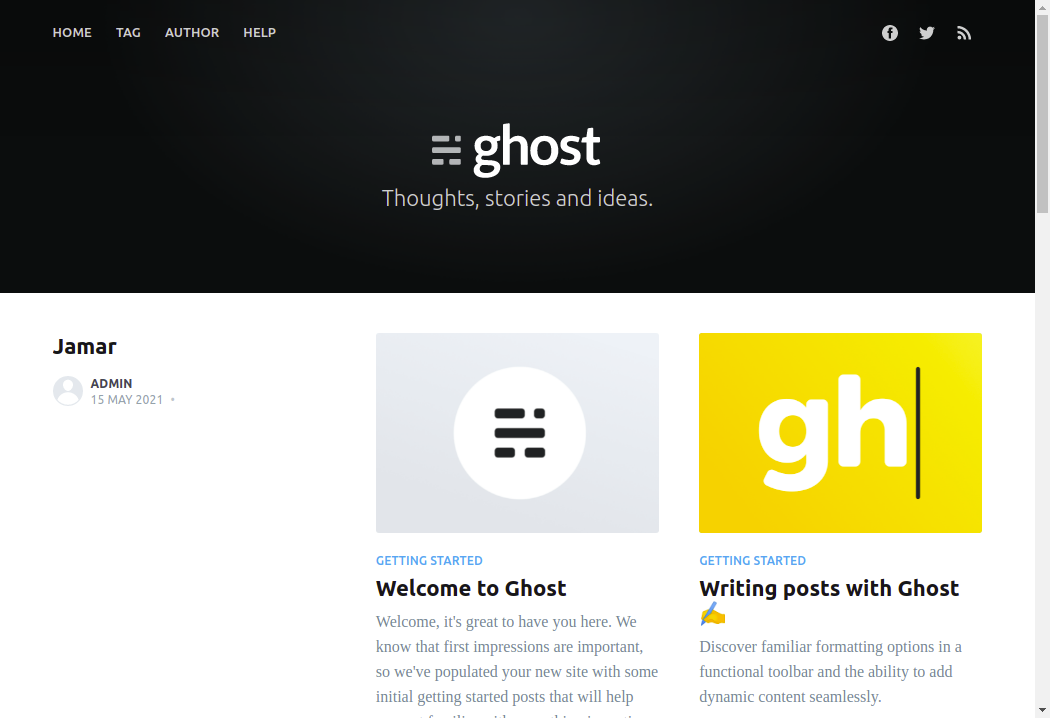 HOME TAG AUTHOR HELP
ghost
Thoughts, stories and ideas.
Jamar
ADMIN
15 MAY 2021 •
GETTING STARTED
Welcome to Ghost
Welcome, it's great to have you here. We
know that first impressions are important,
so we've populated your new site with some
initial getting started posts that will help
gh
GETTING STARTED
Writing posts with Ghost
✍️
Discover familiar formatting options in a
functional toolbar and the ability to add
dynamic content seamlessly.